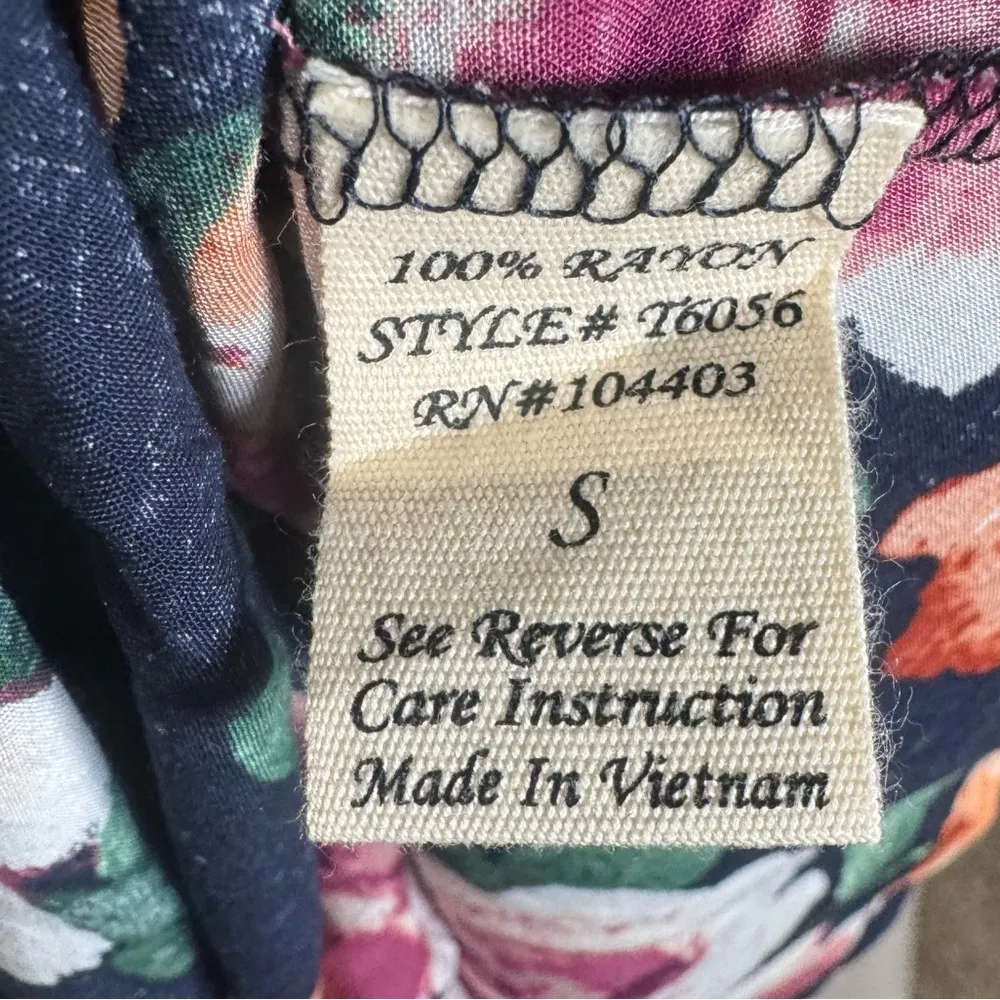 100% RAYON
STYLE# T6056
RN#104403
S
See Reverse For
Care Instruction
Made In Vietnam